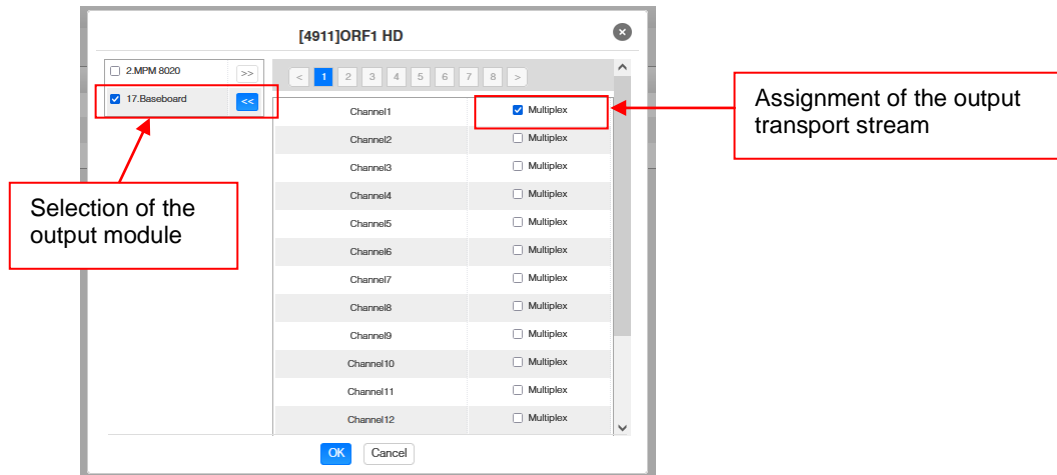 [4911]ORF1 HD
2.MPM 8020 >>
17.Baseboard <<
< 1 2 3 4 5 6 7 8 >
Channel1 Multiplex
Channel2 Multiplex
Channel3 Multiplex
Channel4 Multiplex
Channel5 Multiplex
Channel6 Multiplex
Channel7 Multiplex
Channel8 Multiplex
Channel9 Multiplex
Channel10 Multiplex
Channel11 Multiplex
Channel12 Multiplex
OK Cancel
Selection of the
output module
Assignment of the output
transport stream